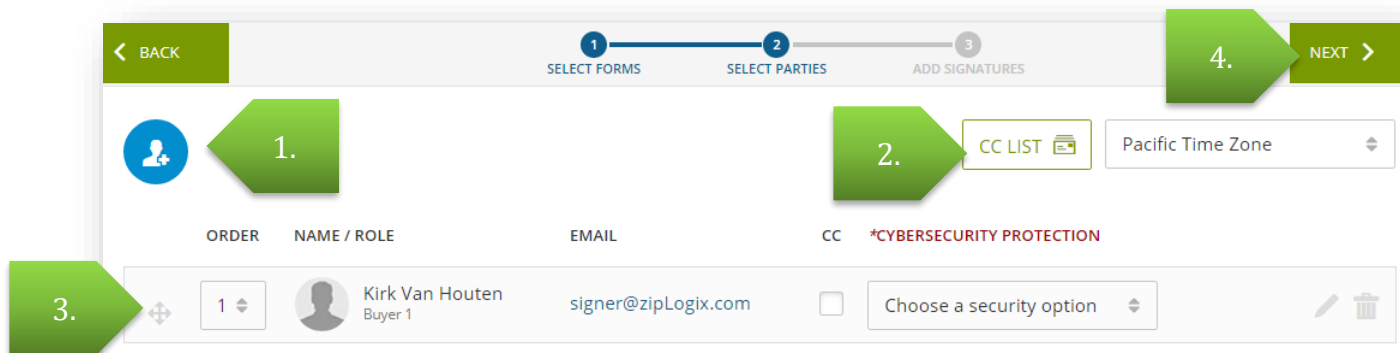 BACK
1
2
3
SELECT FORMS
SELECT PARTIES
ADD SIGNATURES
4.
NEXT
1.
2.
CC LIST
Pacific Time Zone
ORDER
NAME / ROLE
EMAIL
CC
*CYBERSECURITY PROTECTION
3.
1
Kirk Van Houten
Buyer 1
signer@zipLogix.com
Choose a security option